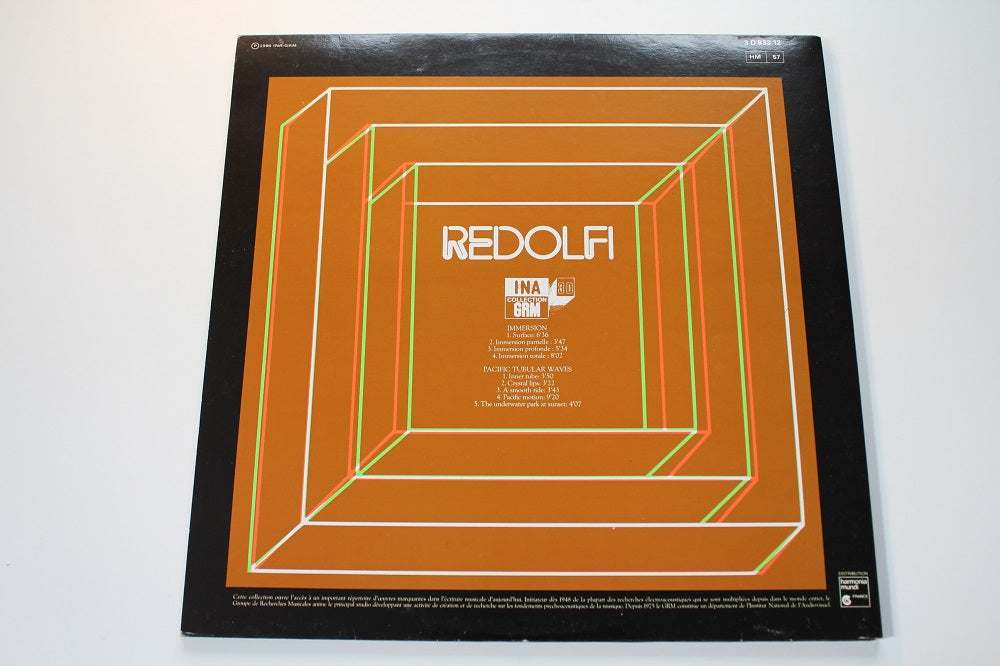 ℗ 1980 INA-GRM
3 D 833.12
HM 57
REDOLFI
INA 3D
COLLECTION
GRM
IMMERSION
1. Surface: 6'36
2. Immersion partielle : 3'47
3. Immersion profonde : 5'34
4. Immersion totale : 8'02
PACIFIC TUBULAR WAVES
1. Inner tube: 3'50
2. Crystal lips: 3'22
3. A smooth ride: 3'43
4. Pacific motion: 9'20
5. The underwater park at sunset: 4'07
DISTRIBUTION
harmonia
mundi
FRANCE
Cette collection ouvre l'accès à un important répertoire d'œuvres marquantes dans l'écriture musicale d'aujourd'hui. Initiateur dès 1948 de la plupart des recherches électroacoustiques qui se sont multipliées depuis dans le monde entier, le
Groupe de Recherches Musicales anime le principal studio développant une activité de création et de recherche sur les fondements psychoacoustiques de la musique. Depuis 1975 le GRM constitue un département de l'Institut National de l'Audiovisuel.